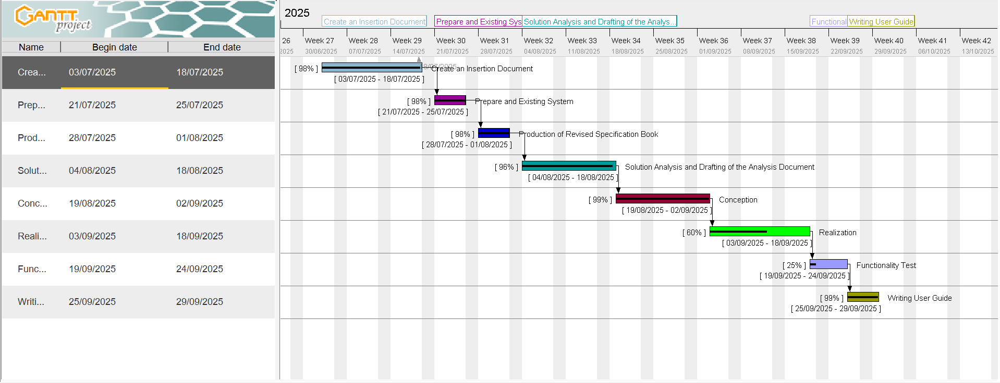 GANTT
project
Name Begin date End date
Crea... 03/07/2025 18/07/2025
Prep... 21/07/2025 25/07/2025
Prod... 28/07/2025 01/08/2025
Solut... 04/08/2025 18/08/2025
Conc... 19/08/2025 02/09/2025
Reali... 03/09/2025 18/09/2025
Func... 19/09/2025 24/09/2025
Writi... 25/09/2025 29/09/2025
2025
Create an Insertion Document Prepare and Existing Sys Solution Analysis and Drafting of the Analys... Functional Writing User Guide
26 Week 27 Week 28 Week 29 Week 30 Week 31 Week 32 Week 33 Week 34 Week 35 Week 36 Week 37 Week 38 Week 39 Week 40 Week 41 Week 42
2025 30/06/2025 07/07/2025 14/07/2025 21/07/2025 28/07/2025 04/08/2025 11/08/2025 18/08/2025 25/08/2025 01/09/2025 08/09/2025 15/09/2025 22/09/2025 29/09/2025 06/10/2025 13/10/2025
18/07/2025
[ 98% ] Create an Insertion Document
[ 03/07/2025 - 18/07/2025 ]
[ 98% ] Prepare and Existing System
[ 21/07/2025 - 25/07/2025 ]
[ 98% ] Production of Revised Specification Book
[ 28/07/2025 - 01/08/2025 ]
[ 96% ] Solution Analysis and Drafting of the Analysis Document
[ 04/08/2025 - 18/08/2025 ]
[ 99% ] Conception
[ 19/08/2025 - 02/09/2025 ]
[ 60% ] Realization
[ 03/09/2025 - 18/09/2025 ]
[ 25% ] Functionality Test
[ 19/09/2025 - 24/09/2025 ]
[ 99% ] Writing User Guide
[ 25/09/2025 - 29/09/2025 ]